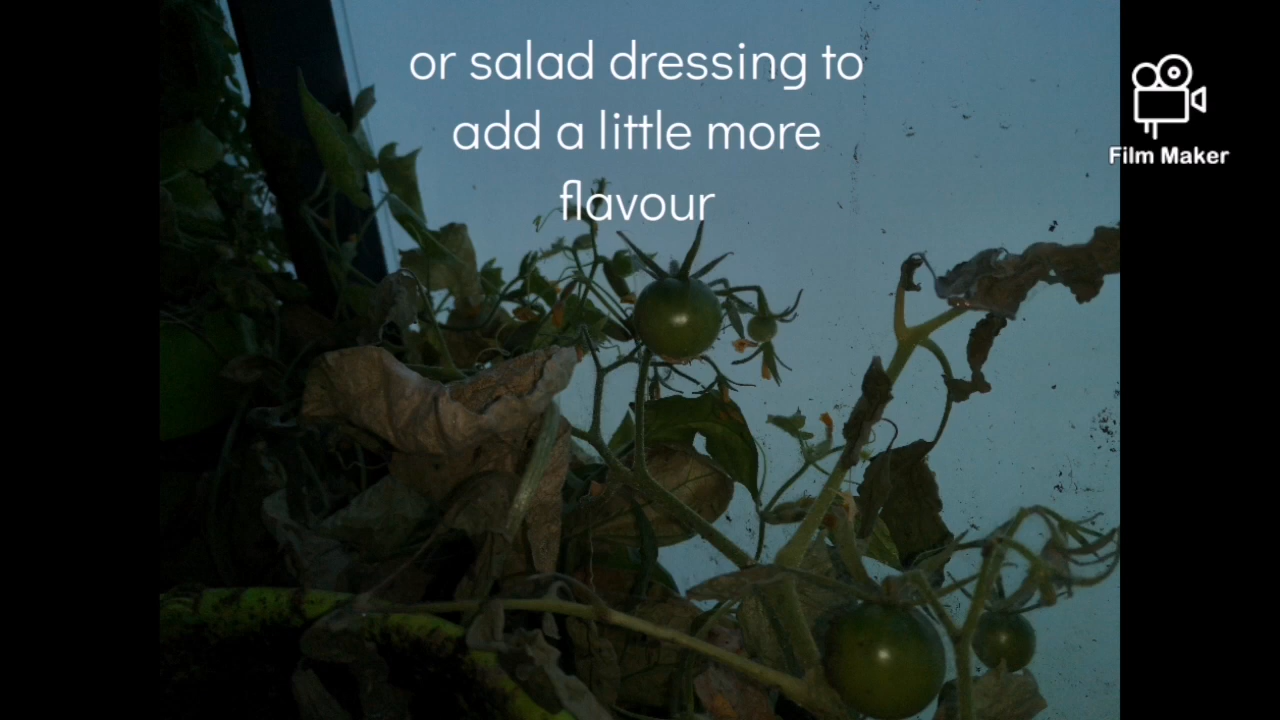 or salad dressing to
add a little more
flavour
Film Maker